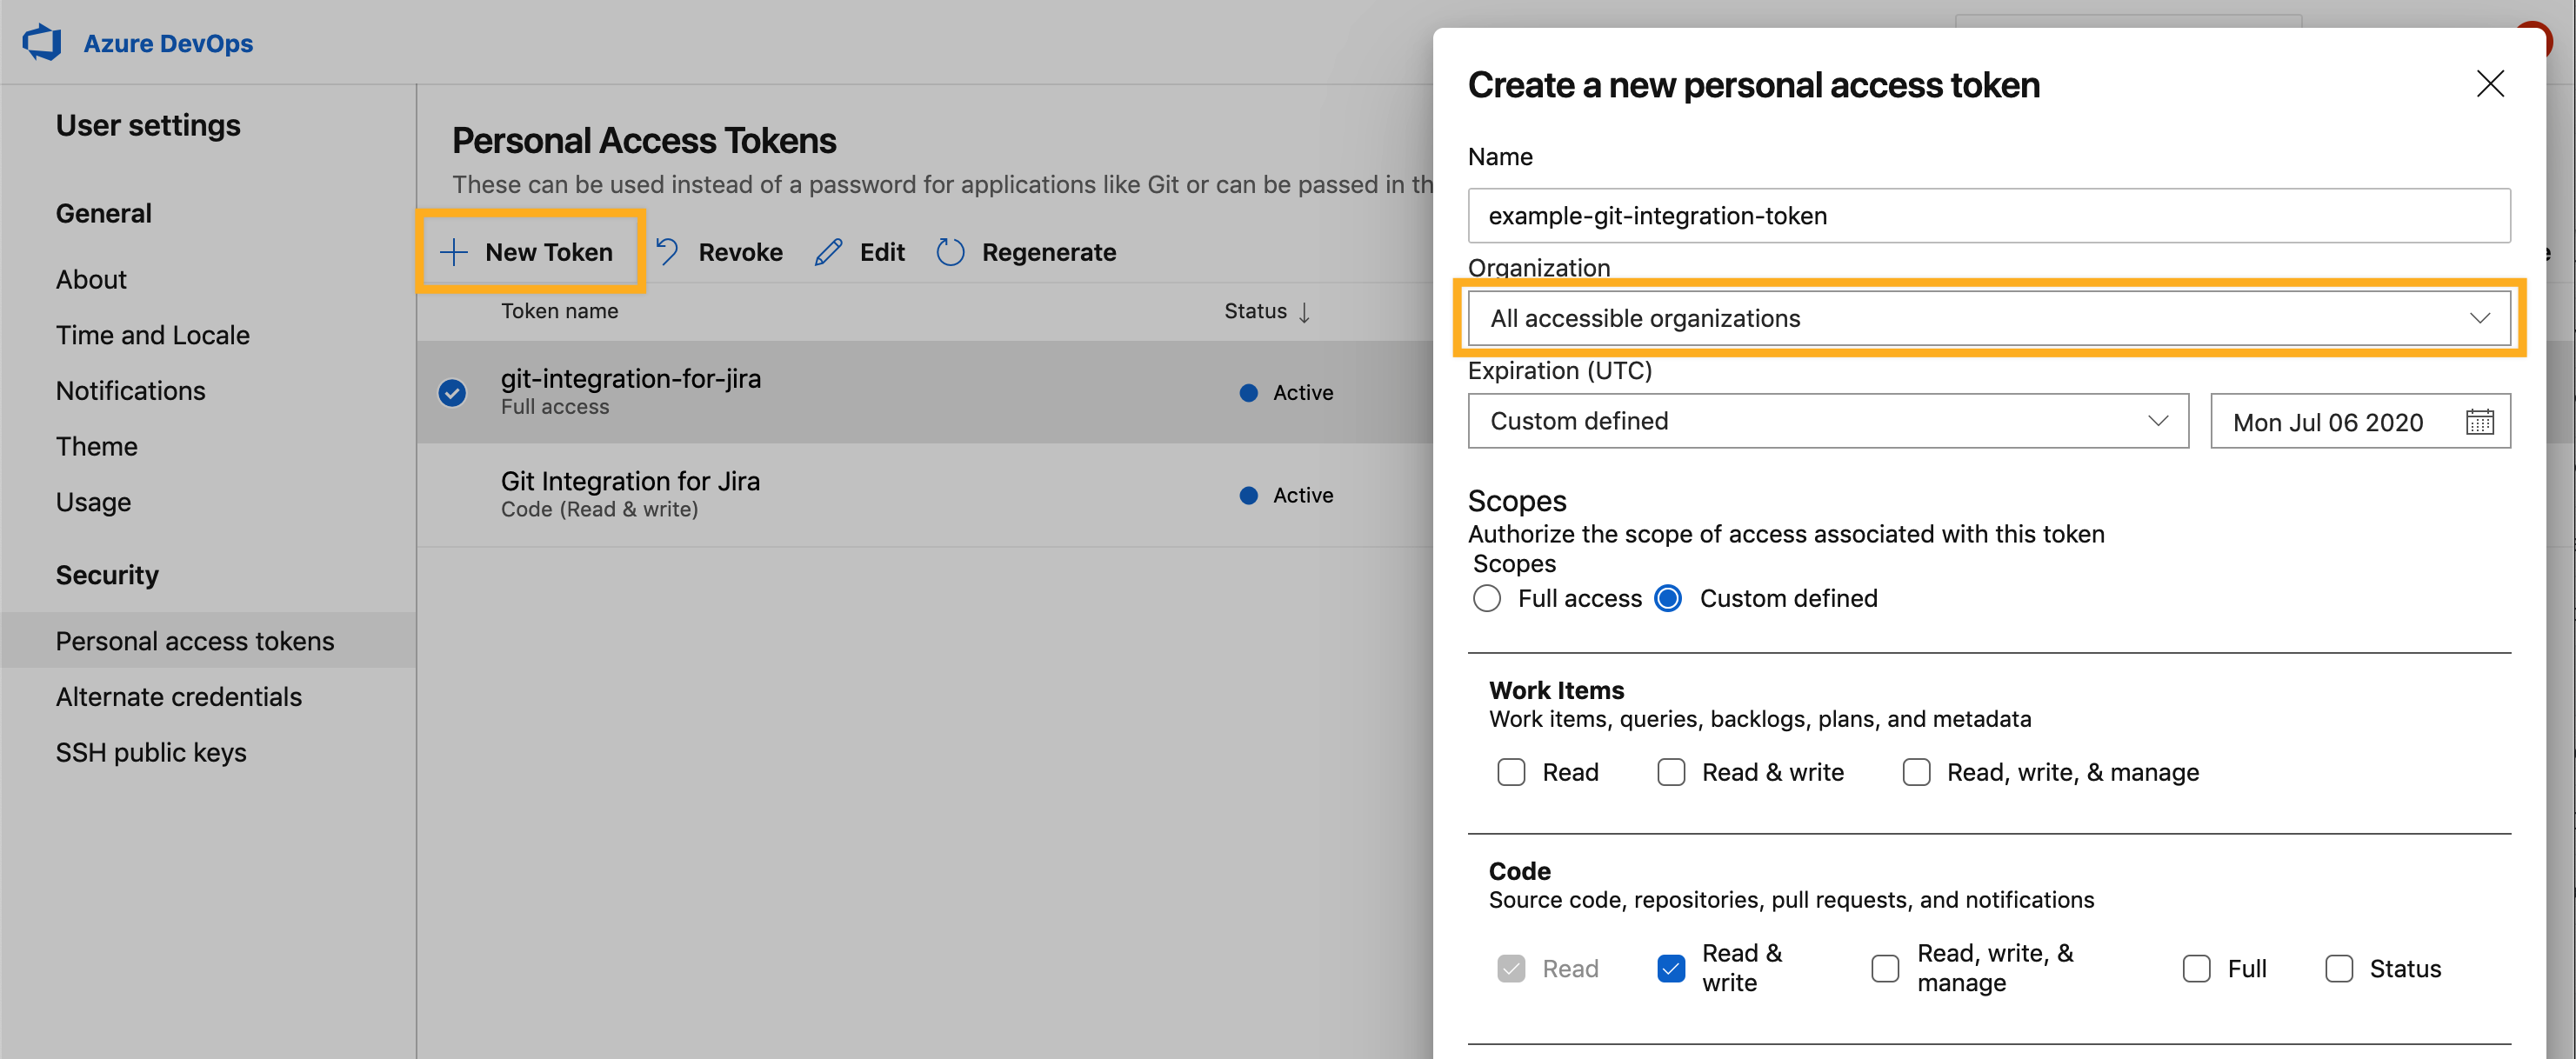 Azure DevOps
User settings
General
About
Time and Locale
Notifications
Theme
Usage
Security
Personal access tokens
Alternate credentials
SSH public keys
Personal Access Tokens
These can be used instead of a password for applications like Git or can be passed in th
New Token
Revoke
Edit
Regenerate
Token name
Status
git-integration-for-jira
Full access
Active
Git Integration for Jira
Code (Read & write)
Active
Create a new personal access token
Name
example-git-integration-token
Organization
All accessible organizations
Expiration (UTC)
Custom defined
Mon Jul 06 2020
Scopes
Authorize the scope of access associated with this token
Scopes
Full access
Custom defined
Work Items
Work items, queries, backlogs, plans, and metadata
Read
Read & write
Read, write, & manage
Code
Source code, repositories, pull requests, and notifications
Read
Read &
write
Read, write, &
manage
Full
Status